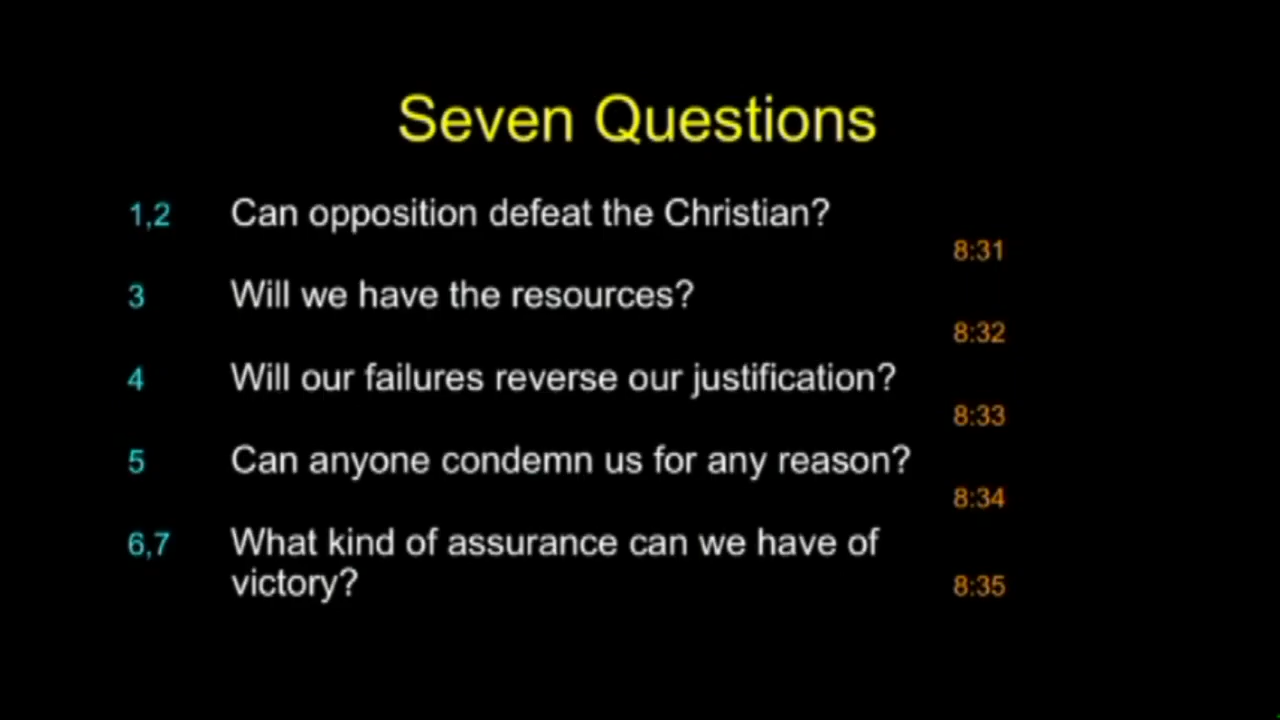 Seven Questions
1,2 Can opposition defeat the Christian?
8:31
3 Will we have the resources?
8:32
4 Will our failures reverse our justification?
8:33
5 Can anyone condemn us for any reason?
8:34
6,7 What kind of assurance can we have of
victory? 8:35